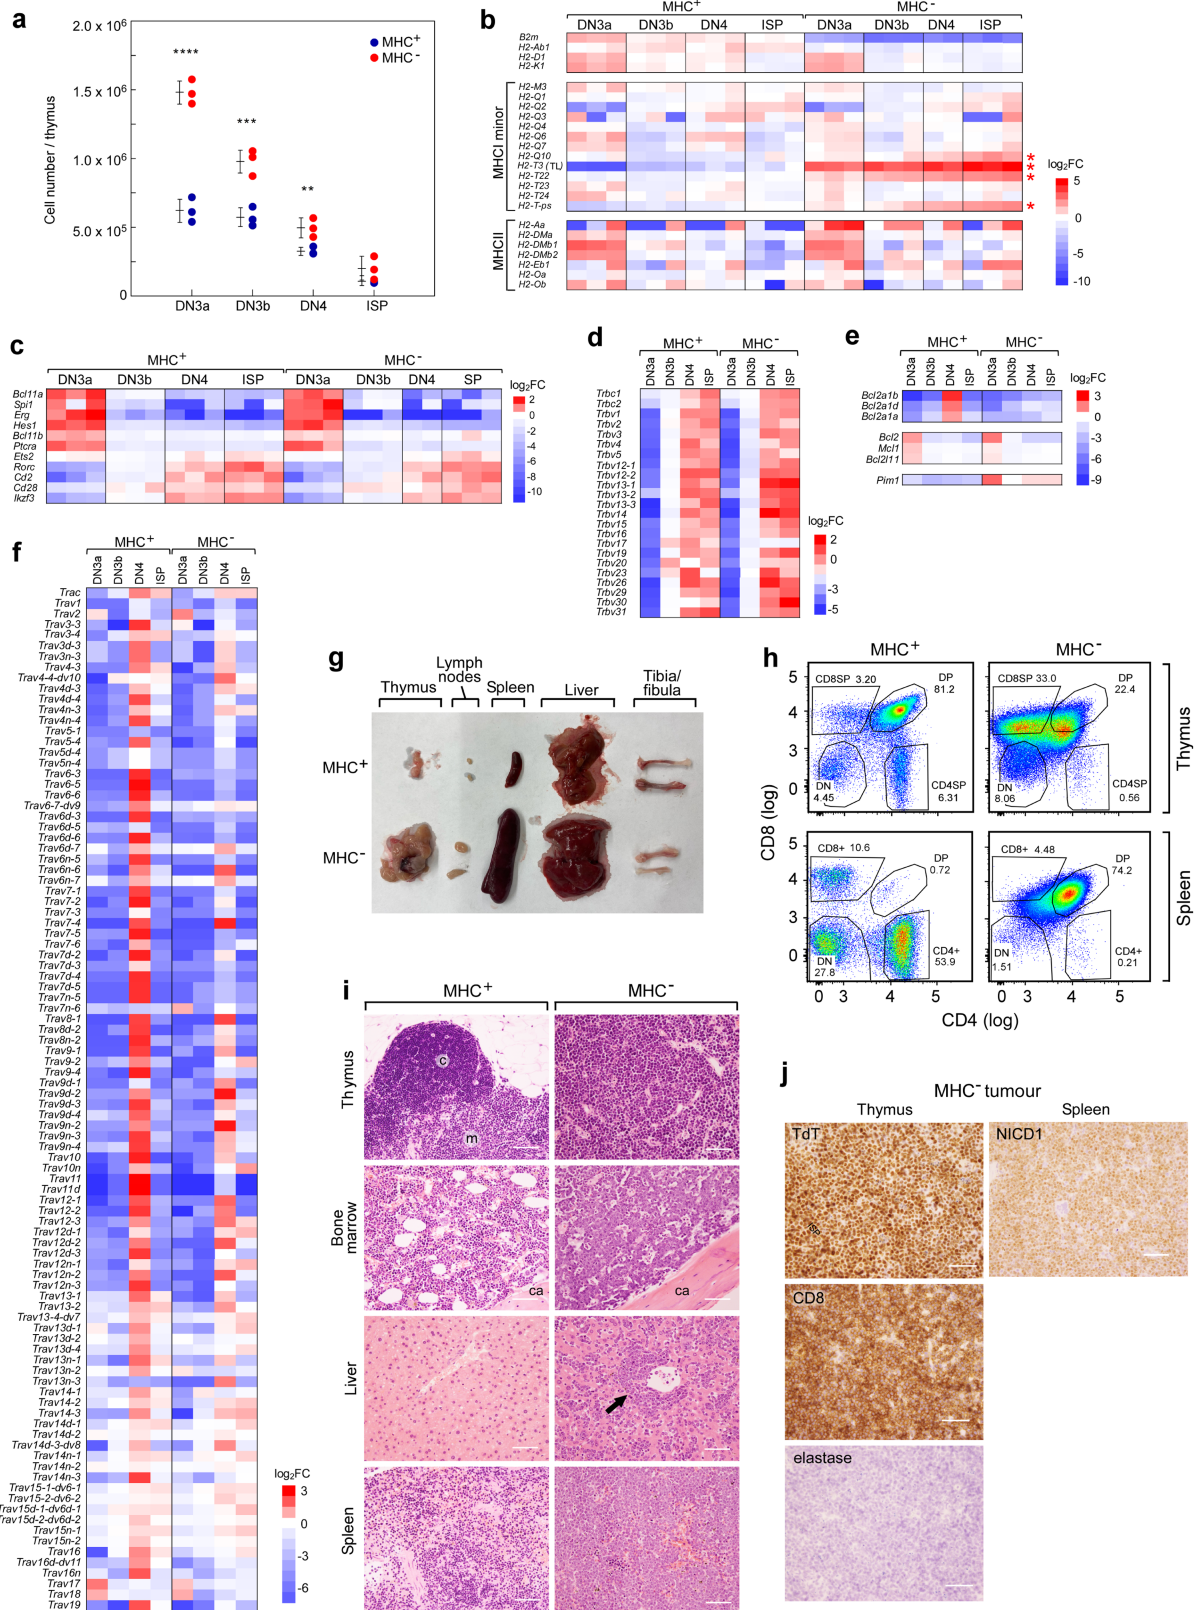 a
2.0 x 10⁶
1.5 x 10⁶
1.0 x 10⁶
5.0 x 10⁵
0
Cell number / thymus
MHC⁺
MHC⁻
****
***
**
DN3a
DN3b
DN4
ISP
b
MHC⁺
MHC⁻
DN3a
DN3b
DN4
ISP
DN3a
DN3b
DN4
ISP
B2m
H2-Ab1
H2-D1
H2-K1
MHCI minor
H2-M3
H2-Q1
H2-Q2
H2-Q3
H2-Q4
H2-Q6
H2-Q7
H2-Q10
H2-T3 (TL)
H2-T22
H2-T23
H2-T24
H2-T-ps
*
*
*
*
MHCII
H2-Aa
H2-DMa
H2-DMb1
H2-DMb2
H2-Eb1
H2-Oa
H2-Ob
log₂FC
5
0
-5
-10
c
MHC⁺
MHC⁻
DN3a
DN3b
DN4
ISP
DN3a
DN3b
DN4
SP
Bcl11a
Spi1
Erg
Hes1
Bcl11b
Ptcra
Ets2
Rorc
Cd2
Cd28
Ikzf3
log₂FC
2
0
-2
-4
-6
-8
-10
d
MHC⁺
MHC⁻
DN3a
DN3b
DN4
ISP
DN3a
DN3b
DN4
ISP
Trbc1
Trbc2
Trbv1
Trbv2
Trbv3
Trbv4
Trbv5
Trbv12-1
Trbv12-2
Trbv13-1
Trbv13-2
Trbv13-3
Trbv14
Trbv15
Trbv16
Trbv17
Trbv19
Trbv20
Trbv23
Trbv26
Trbv29
Trbv30
Trbv31
log₂FC
2
0
-3
-5
e
MHC⁺
MHC⁻
DN3a
DN3b
DN4
ISP
DN3a
DN3b
DN4
ISP
Bcl2a1b
Bcl2a1d
Bcl2a1a
Bcl2
Mcl1
Bcl2l11
Pim1
log₂FC
3
0
-3
-6
-9
f
MHC⁺
MHC⁻
DN3a
DN3b
DN4
ISP
DN3a
DN3b
DN4
ISP
Trac
Trav1
Trav2
Trav3-3
Trav3-4
Trav3d-3
Trav3n-3
Trav4-3
Trav4-4-dv10
Trav4d-3
Trav4d-4
Trav4n-3
Trav4n-4
Trav5-1
Trav5-4
Trav5d-4
Trav5n-4
Trav6-3
Trav6-5
Trav6-6
Trav6-7-dv9
Trav6d-3
Trav6d-5
Trav6d-6
Trav6d-7
Trav6n-5
Trav6n-6
Trav6n-7
Trav7-1
Trav7-2
Trav7-3
Trav7-4
Trav7-5
Trav7-6
Trav7d-2
Trav7d-3
Trav7d-4
Trav7d-5
Trav7n-5
Trav7n-6
Trav8-1
Trav8d-2
Trav8n-2
Trav9-1
Trav9-2
Trav9-4
Trav9d-1
Trav9d-2
Trav9d-3
Trav9d-4
Trav9n-2
Trav9n-3
Trav9n-4
Trav10
Trav10n
Trav11
Trav11d
Trav12-1
Trav12-2
Trav12-3
Trav12d-1
Trav12d-2
Trav12d-3
Trav12n-1
Trav12n-2
Trav12n-3
Trav13-1
Trav13-2
Trav13-4-dv7
Trav13d-1
Trav13d-2
Trav13d-4
Trav13n-1
Trav13n-2
Trav13n-3
Trav14-1
Trav14-2
Trav14-3
Trav14d-1
Trav14d-2
Trav14d-3-dv8
Trav14n-1
Trav14n-2
Trav14n-3
Trav15-1-dv6-1
Trav15-2-dv6-2
Trav15d-1-dv6d-1
Trav15d-2-dv6d-2
Trav15n-1
Trav15n-2
Trav16
Trav16d-dv11
Trav16n
Trav17
Trav18
Trav19
log₂FC
3
0
-3
-6
g
Thymus
Lymph
nodes
Spleen
Liver
Tibia/
fibula
MHC⁺
MHC⁻
h
MHC⁺
MHC⁻
CD8SP 3.20
DP
81.2
DN
4.45
CD4SP
6.31
CD8SP 33.0
DP
22.4
DN
8.06
CD4SP
0.56
Thymus
5
4
3
0
CD8+ 10.6
DP
0.72
DN
27.8
CD4+
53.9
CD8+ 4.48
DP
74.2
DN
1.51
CD4+
0.21
Spleen
5
4
3
0
0 3 4 5
0 3 4 5
CD8 (log)
CD4 (log)
i
MHC⁺
MHC⁻
Thymus
c
m
Bone
marrow
ca
ca
Liver
Spleen
j
MHC⁻ tumour
Thymus
Spleen
TdT
NICD1
CD8
elastase